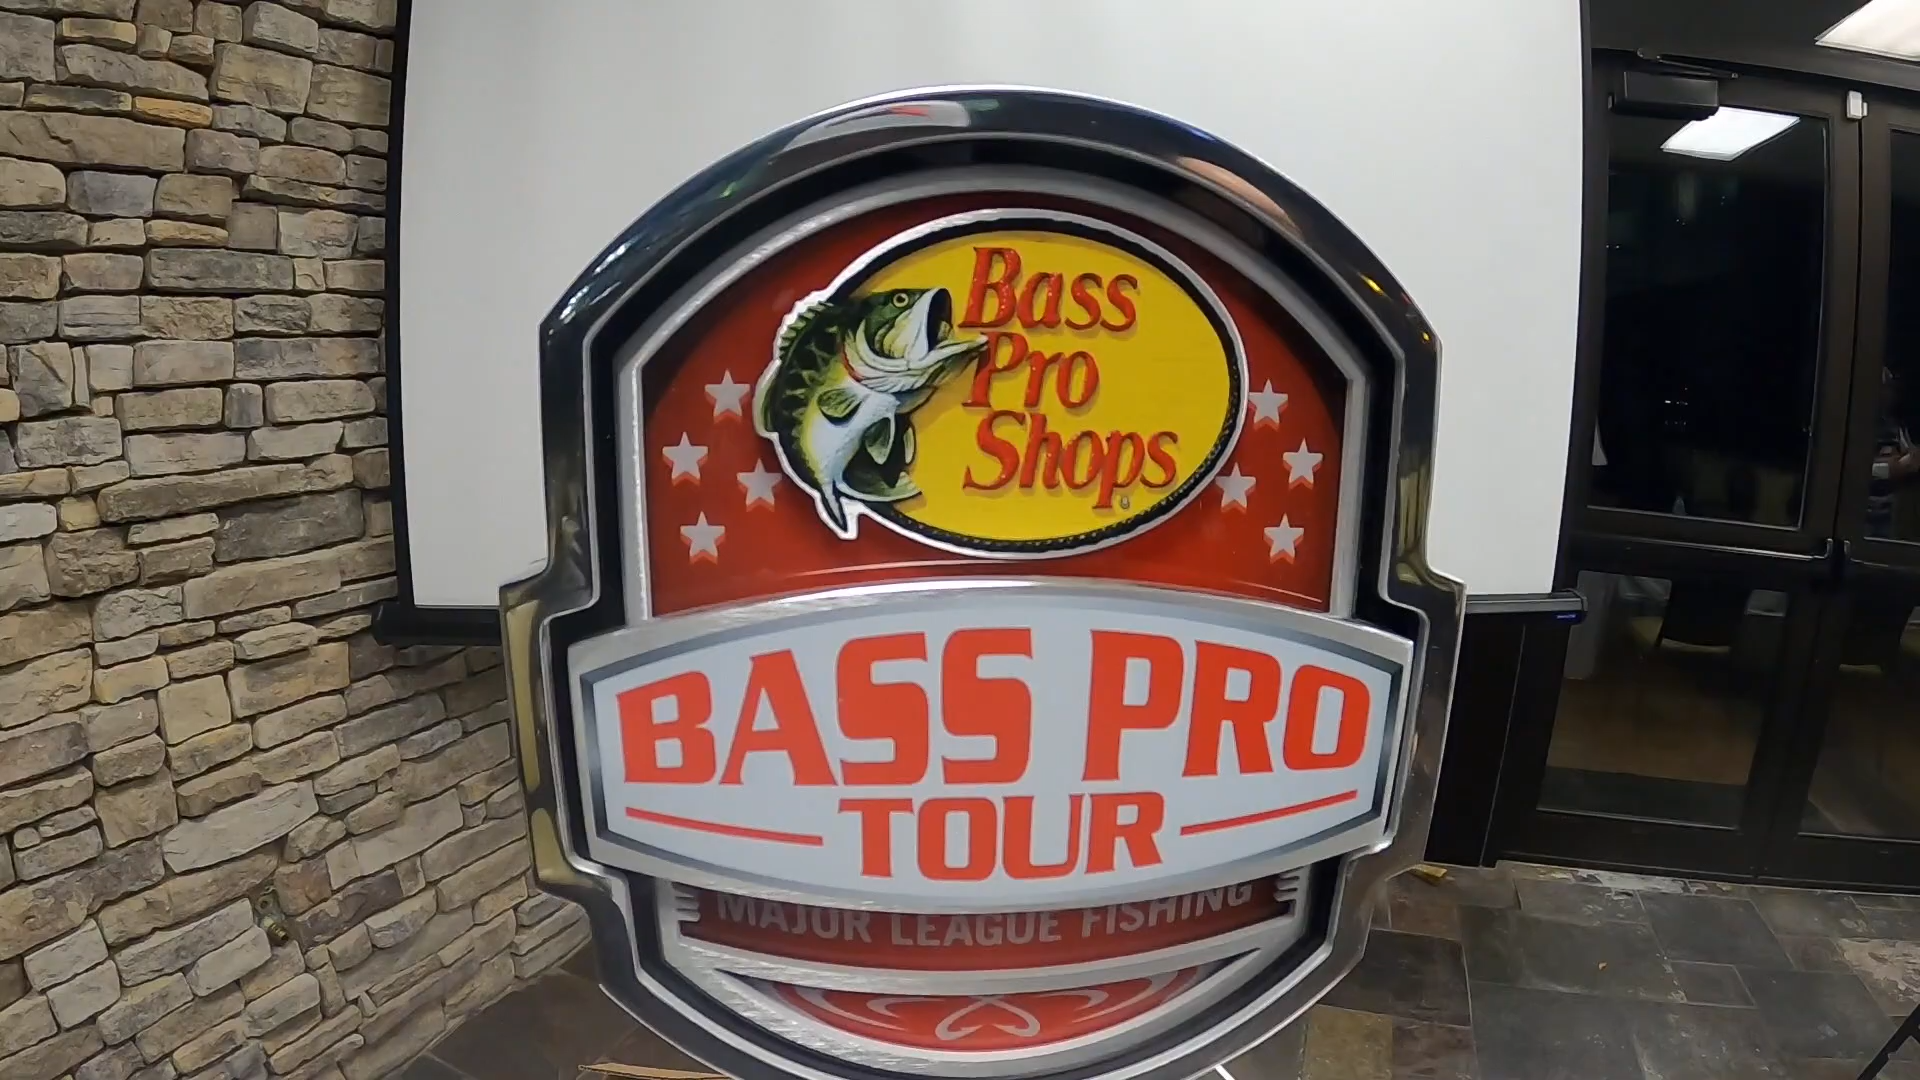 Bass
Pro
Shops
BASS PRO
TOUR
MAJOR LEAGUE FISHING